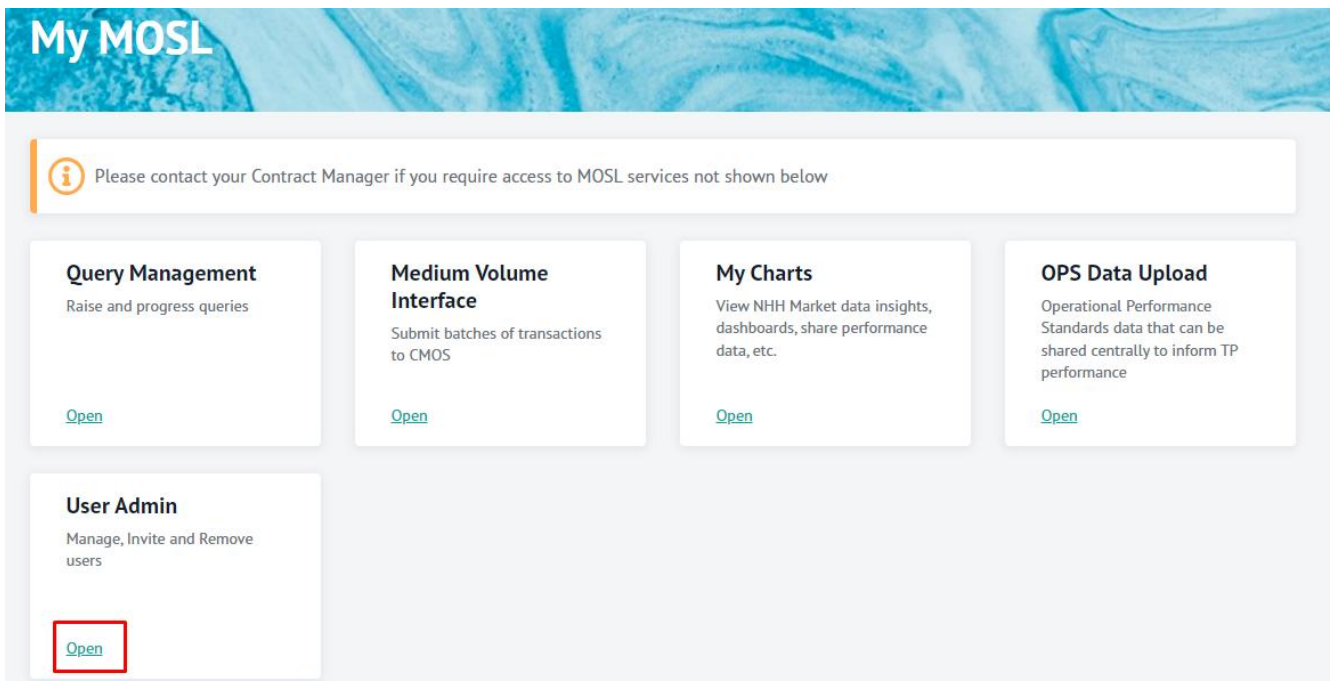 My MOSL
Please contact your Contract Manager if you require access to MOSL services not shown below
Query Management
Raise and progress queries
Open
Medium Volume
Interface
Submit batches of transactions
to CMOS
Open
My Charts
View NHH Market data insights,
dashboards, share performance
data, etc.
Open
OPS Data Upload
Operational Performance
Standards data that can be
shared centrally to inform TP
performance
Open
User Admin
Manage, Invite and Remove
users
Open